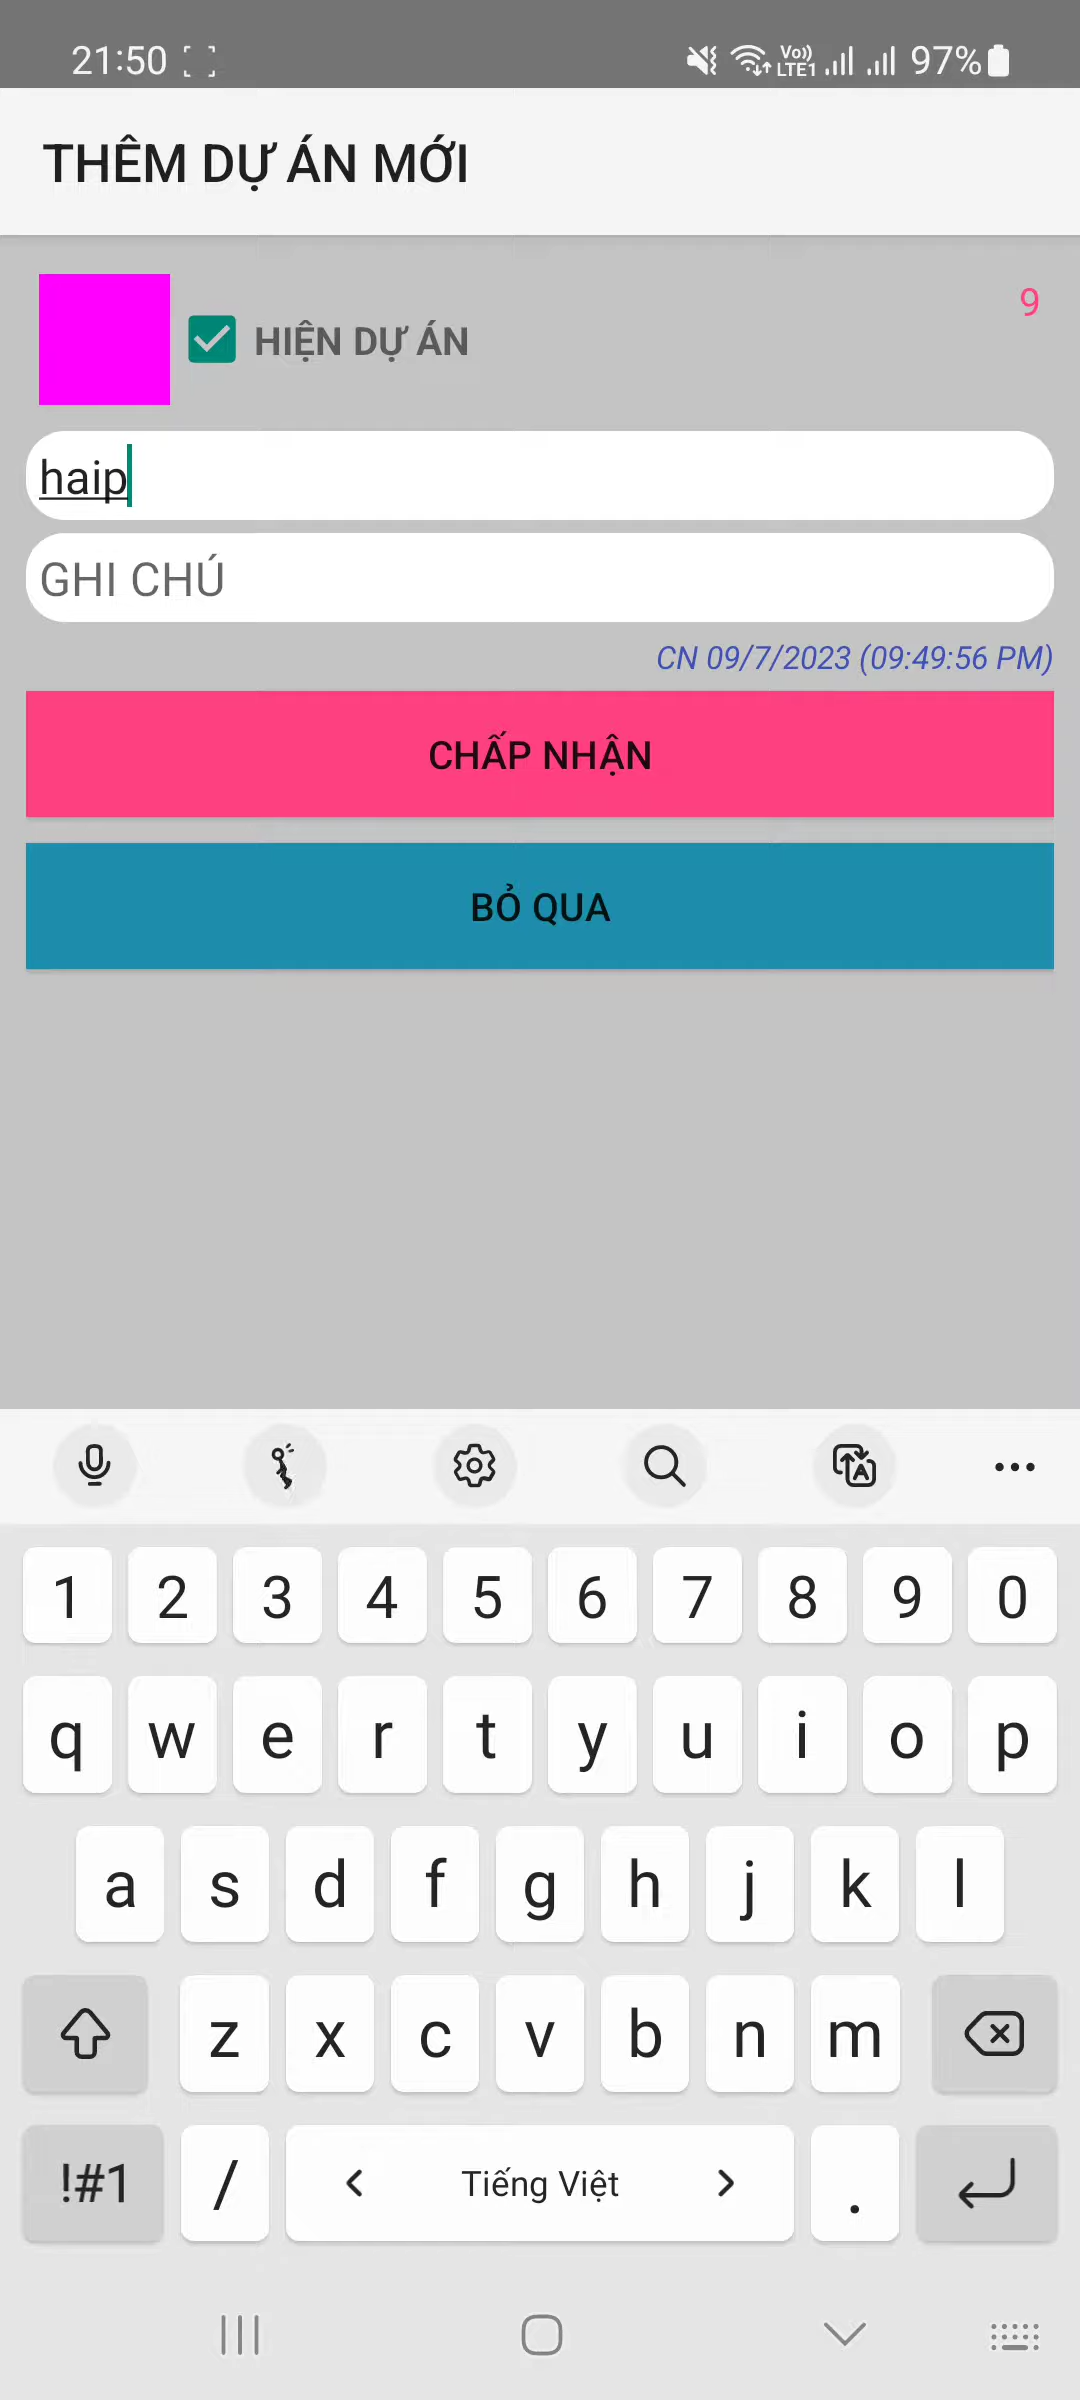 21:50 Vo)) LTE1 97%
THÊM DỰ ÁN MỚI
9
HIỆN DỰ ÁN
haip
GHI CHÚ
CN 09/7/2023 (09:49:56 PM)
CHẤP NHẬN
BỎ QUA
1 2 3 4 5 6 7 8 9 0
q w e r t y u i o p
a s d f g h j k l
z x c v b n m
!#1 / Tiếng Việt .